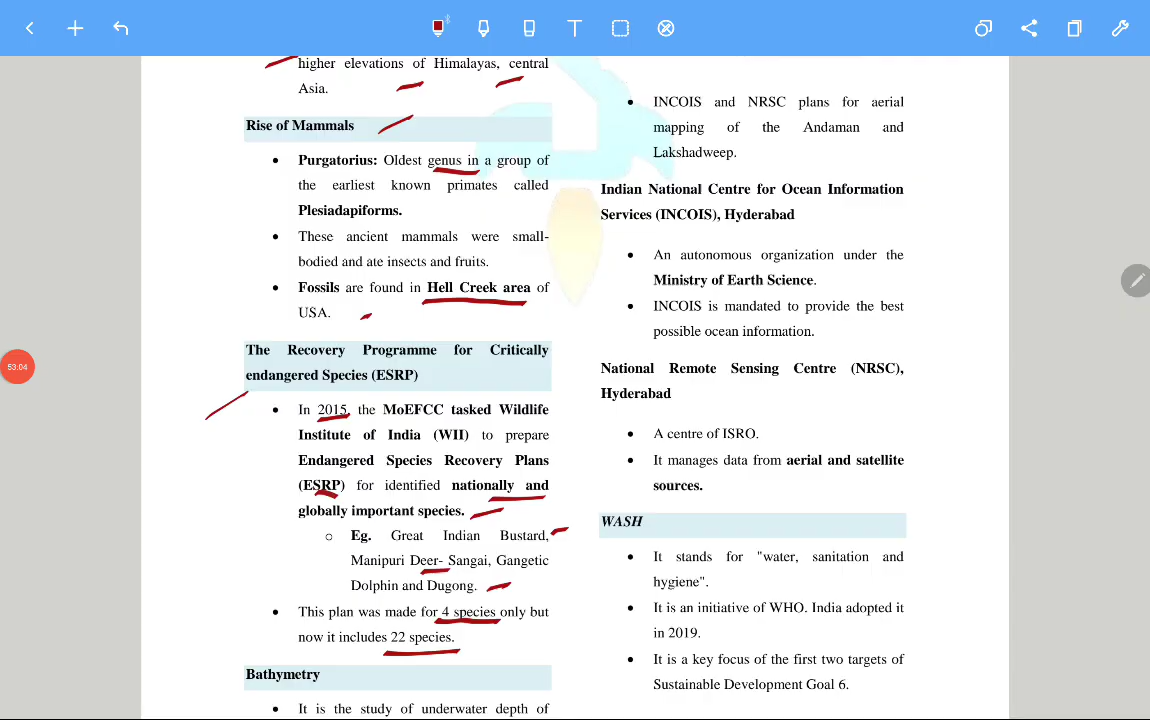 higher elevations of Himalayas, central
Asia.
Rise of Mammals
• Purgatorius: Oldest genus in a group of
the earliest known primates called
Plesiadapiforms.
• These ancient mammals were small-
bodied and ate insects and fruits.
• Fossils are found in Hell Creek area of
USA.
The Recovery Programme for Critically
endangered Species (ESRP)
• In 2015, the MoEFCC tasked Wildlife
Institute of India (WII) to prepare
Endangered Species Recovery Plans
(ESRP) for identified nationally and
globally important species.
o Eg. Great Indian Bustard,
Manipuri Deer- Sangai, Gangetic
Dolphin and Dugong.
• This plan was made for 4 species only but
now it includes 22 species.
Bathymetry
• It is the study of underwater depth of
• INCOIS and NRSC plans for aerial
mapping of the Andaman and
Lakshadweep.
Indian National Centre for Ocean Information
Services (INCOIS), Hyderabad
• An autonomous organization under the
Ministry of Earth Science.
• INCOIS is mandated to provide the best
possible ocean information.
National Remote Sensing Centre (NRSC),
Hyderabad
• A centre of ISRO.
• It manages data from aerial and satellite
sources.
WASH
• It stands for "water, sanitation and
hygiene".
• It is an initiative of WHO. India adopted it
in 2019.
• It is a key focus of the first two targets of
Sustainable Development Goal 6.
53:04